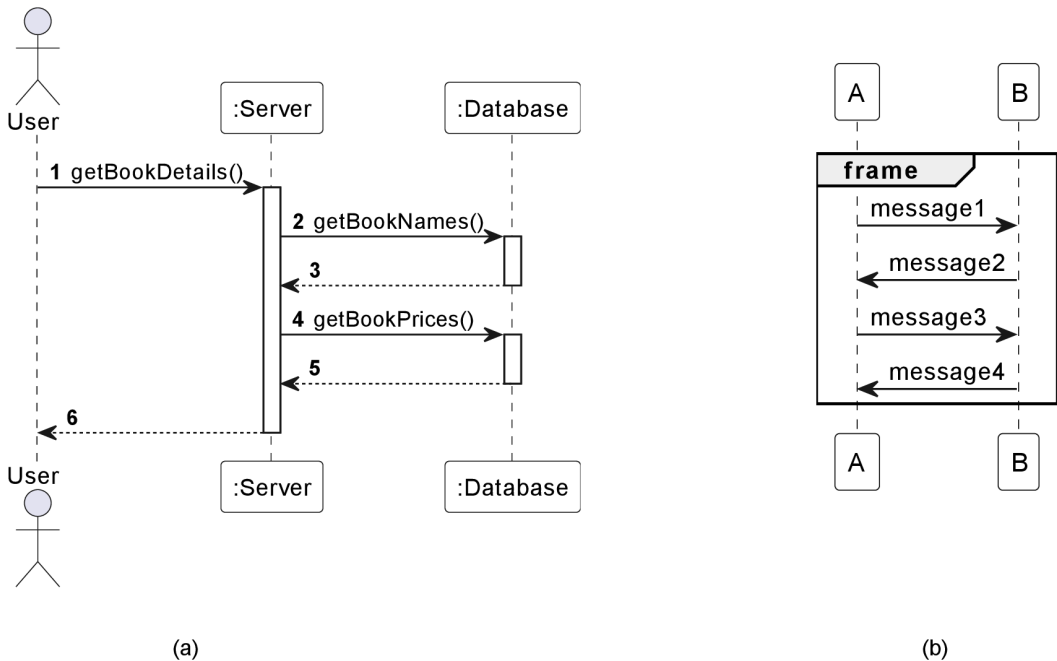 User
:Server
:Database
1 getBookDetails()
2 getBookNames()
3
4 getBookPrices()
5
6
User
:Server
:Database
(a)
A
B
frame
message1
message2
message3
message4
A
B
(b)